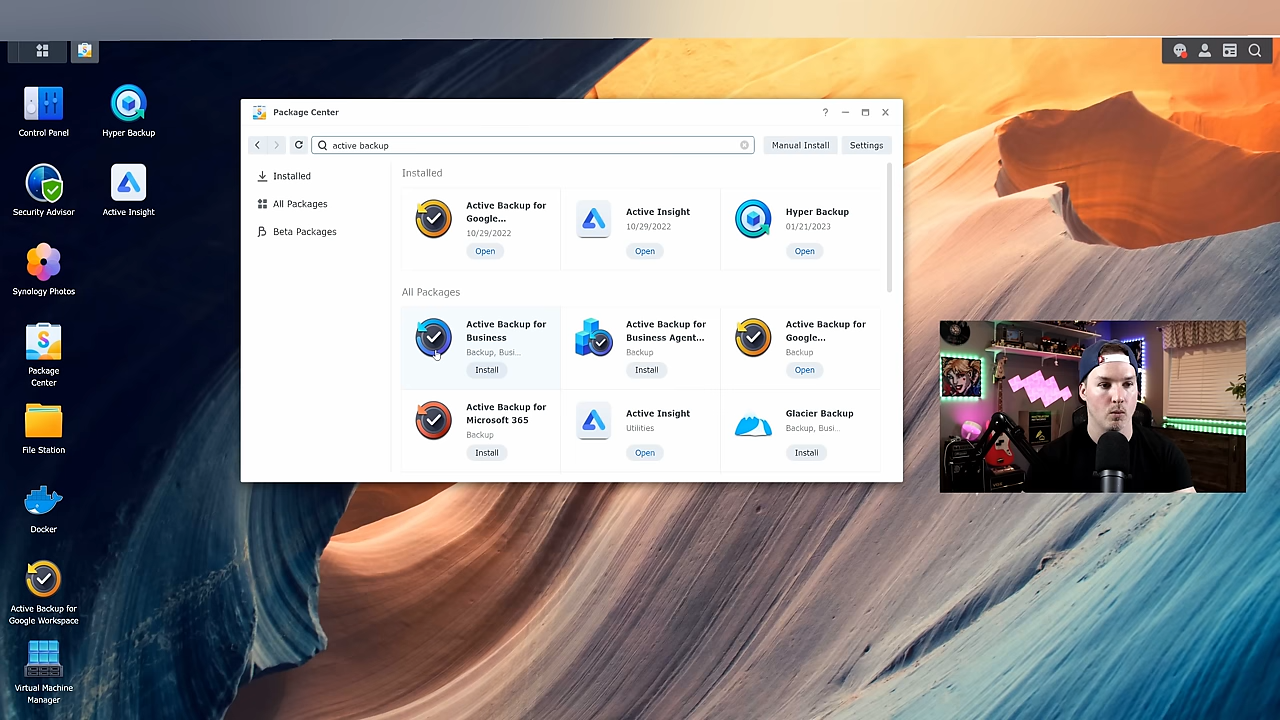 Control Panel
Hyper Backup
Security Advisor
Active Insight
Synology Photos
Package
Center
File Station
Docker
Active Backup for
Google Workspace
Virtual Machine
Manager
Package Center
?
active backup
Manual Install
Settings
Installed
All Packages
Beta Packages
Installed
Active Backup for
Google...
10/29/2022
Open
Active Insight
10/29/2022
Open
Hyper Backup
01/21/2023
Open
All Packages
Active Backup for
Business
Backup, Busi...
Install
Active Backup for
Business Agent...
Backup
Install
Active Backup for
Google...
Backup
Open
Active Backup for
Microsoft 365
Backup
Install
Active Insight
Utilities
Open
Glacier Backup
Backup, Busi...
Install